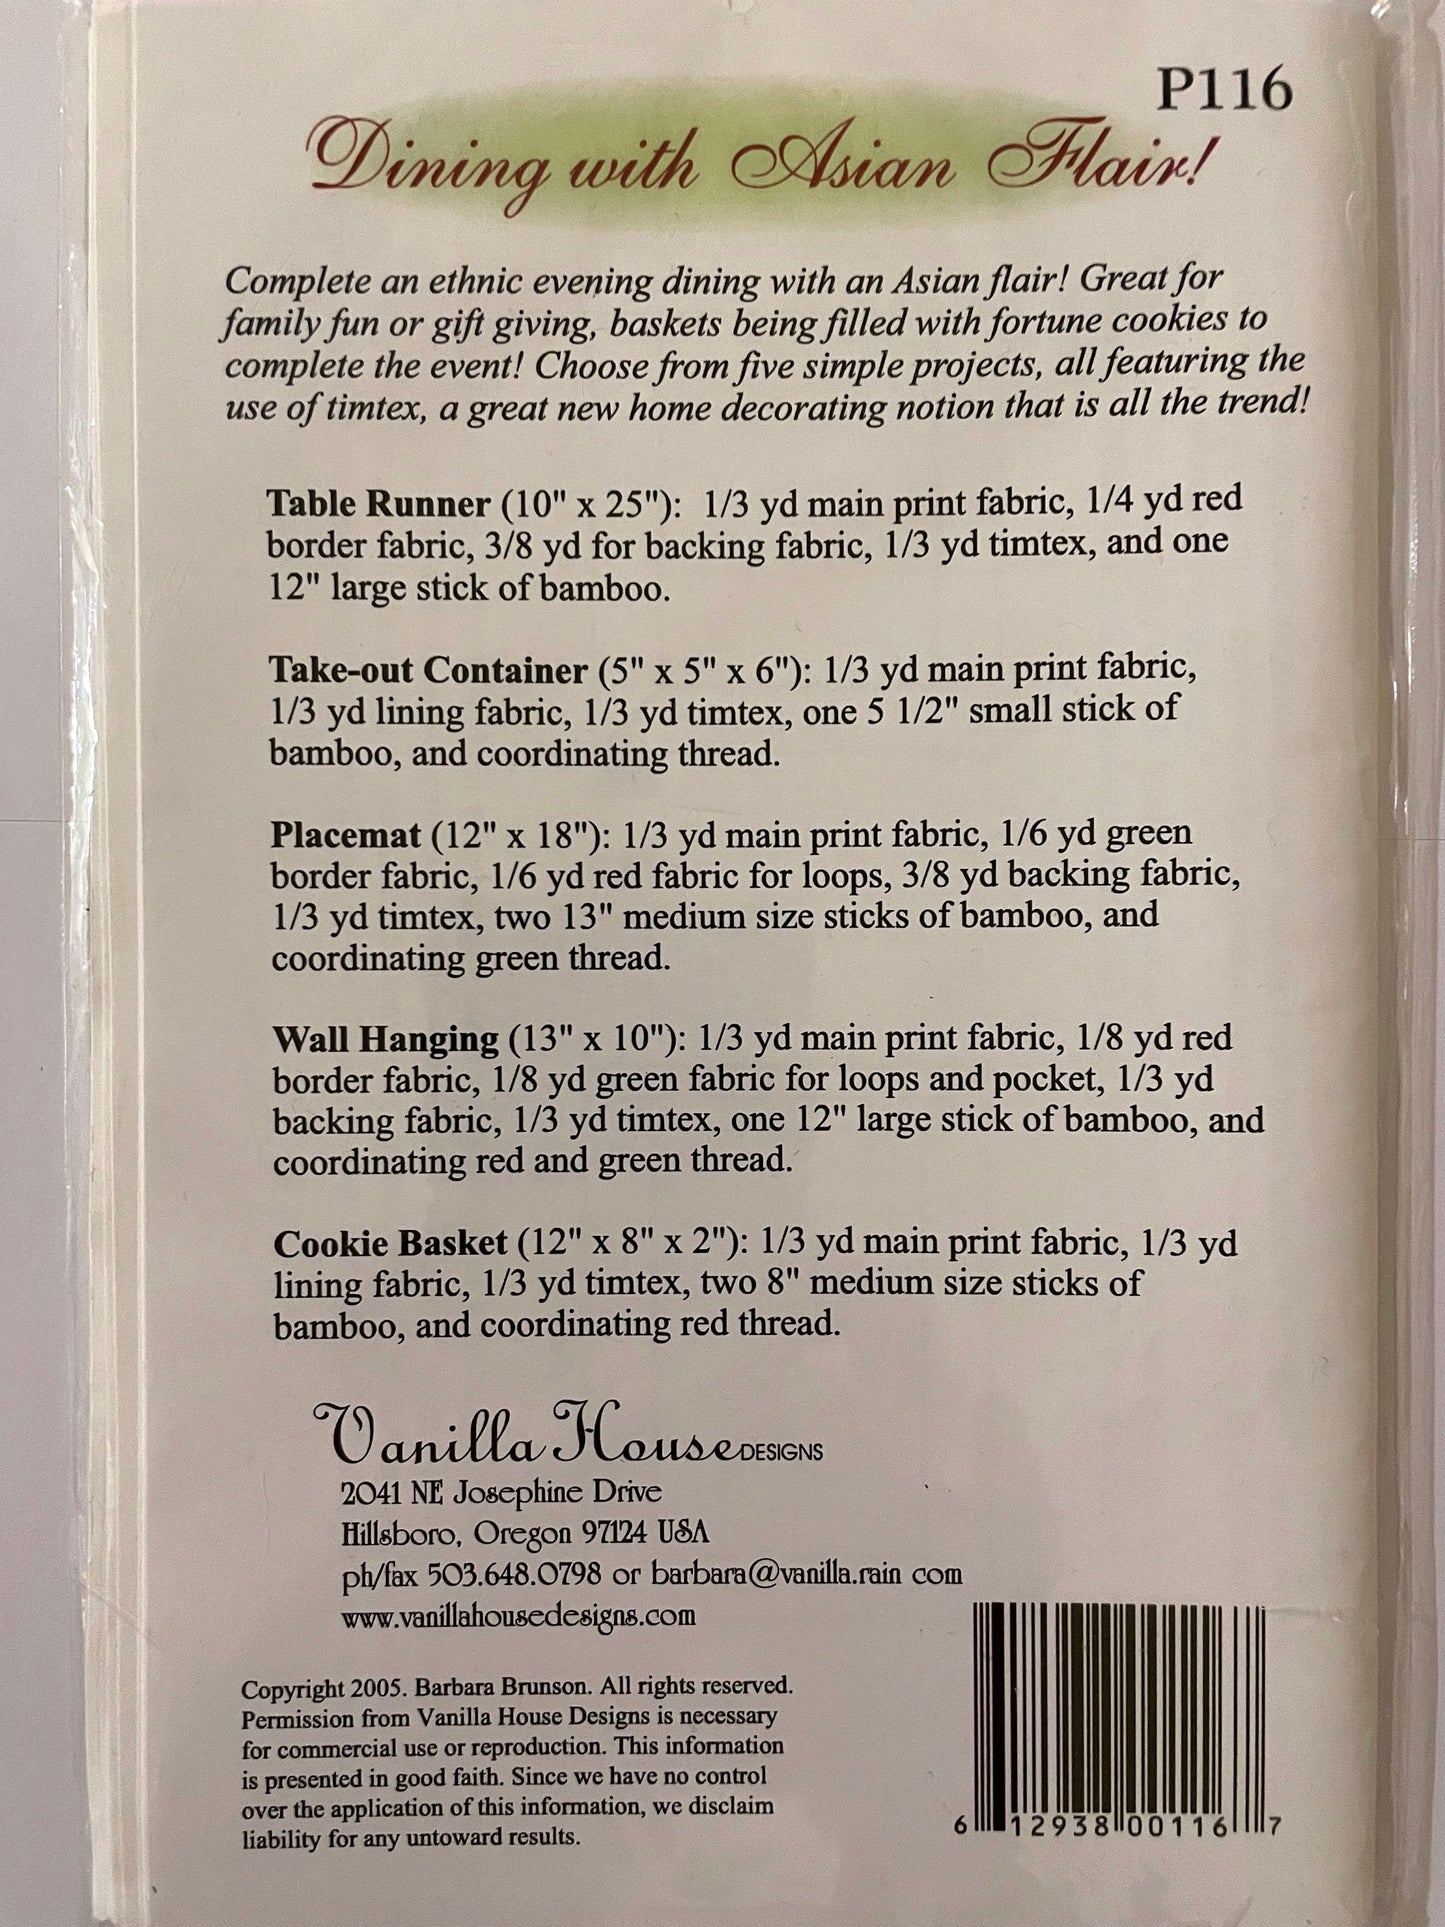 P116
Dining with Asian Flair!
Complete an ethnic evening dining with an Asian flair! Great for
family fun or gift giving, baskets being filled with fortune cookies to
complete the event! Choose from five simple projects, all featuring the
use of timtex, a great new home decorating notion that is all the trend!
Table Runner (10" x 25"): 1/3 yd main print fabric, 1/4 yd red
border fabric, 3/8 yd for backing fabric, 1/3 yd timtex, and one
12" large stick of bamboo.
Take-out Container (5" x 5" x 6"): 1/3 yd main print fabric,
1/3 yd lining fabric, 1/3 yd timtex, one 5 1/2" small stick of
bamboo, and coordinating thread.
Placemat (12" x 18"): 1/3 yd main print fabric, 1/6 yd green
border fabric, 1/6 yd red fabric for loops, 3/8 yd backing fabric,
1/3 yd timtex, two 13" medium size sticks of bamboo, and
coordinating green thread.
Wall Hanging (13" x 10"): 1/3 yd main print fabric, 1/8 yd red
border fabric, 1/8 yd green fabric for loops and pocket, 1/3 yd
backing fabric, 1/3 yd timtex, one 12" large stick of bamboo, and
coordinating red and green thread.
Cookie Basket (12" x 8" x 2"): 1/3 yd main print fabric, 1/3 yd
lining fabric, 1/3 yd timtex, two 8" medium size sticks of
bamboo, and coordinating red thread.
Vanilla House DESIGNS
2041 NE Josephine Drive
Hillsboro, Oregon 97124 USA
ph/fax 503.648.0798 or barbara@vanilla.rain com
www.vanillahousedesigns.com
Copyright 2005. Barbara Brunson. All rights reserved.
Permission from Vanilla House Designs is necessary
for commercial use or reproduction. This information
is presented in good faith. Since we have no control
over the application of this information, we disclaim
liability for any untoward results.
6 12938 00116 7